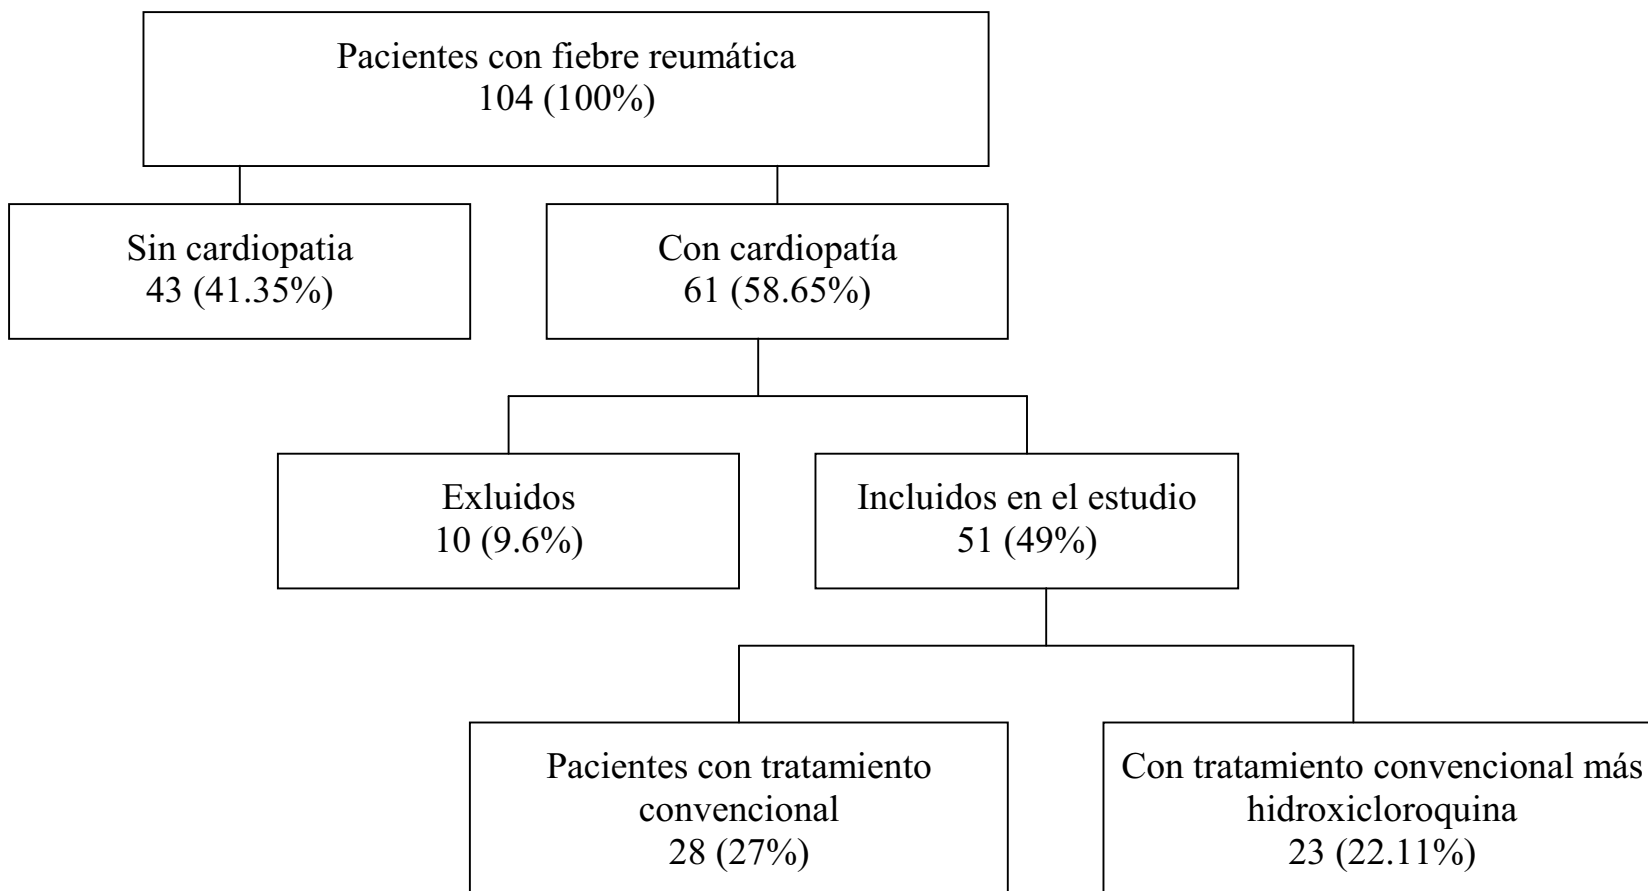 Pacientes con fiebre reumática
104 (100%)
Sin cardiopatia
43 (41.35%)
Con cardiopatía
61 (58.65%)
Exluidos
10 (9.6%)
Incluidos en el estudio
51 (49%)
Pacientes con tratamiento
convencional
28 (27%)
Con tratamiento convencional más
hidroxicloroquina
23 (22.11%)